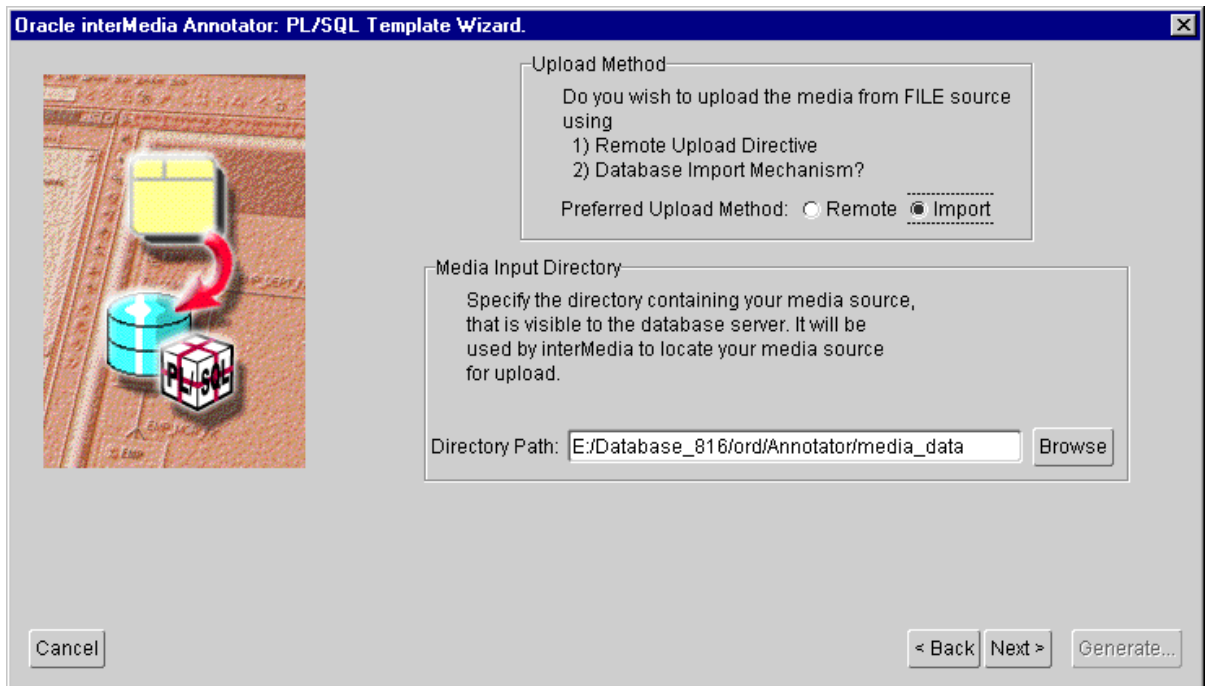 Oracle interMedia Annotator: PL/SQL Template Wizard.
Upload Method
Do you wish to upload the media from FILE source
using
1) Remote Upload Directive
2) Database Import Mechanism?
Preferred Upload Method: Remote Import
Media Input Directory
Specify the directory containing your media source,
that is visible to the database server. It will be
used by interMedia to locate your media source
for upload.
Directory Path: E:/Database_816/ord/Annotator/media_data Browse
PL/SQL
Cancel < Back Next > Generate...